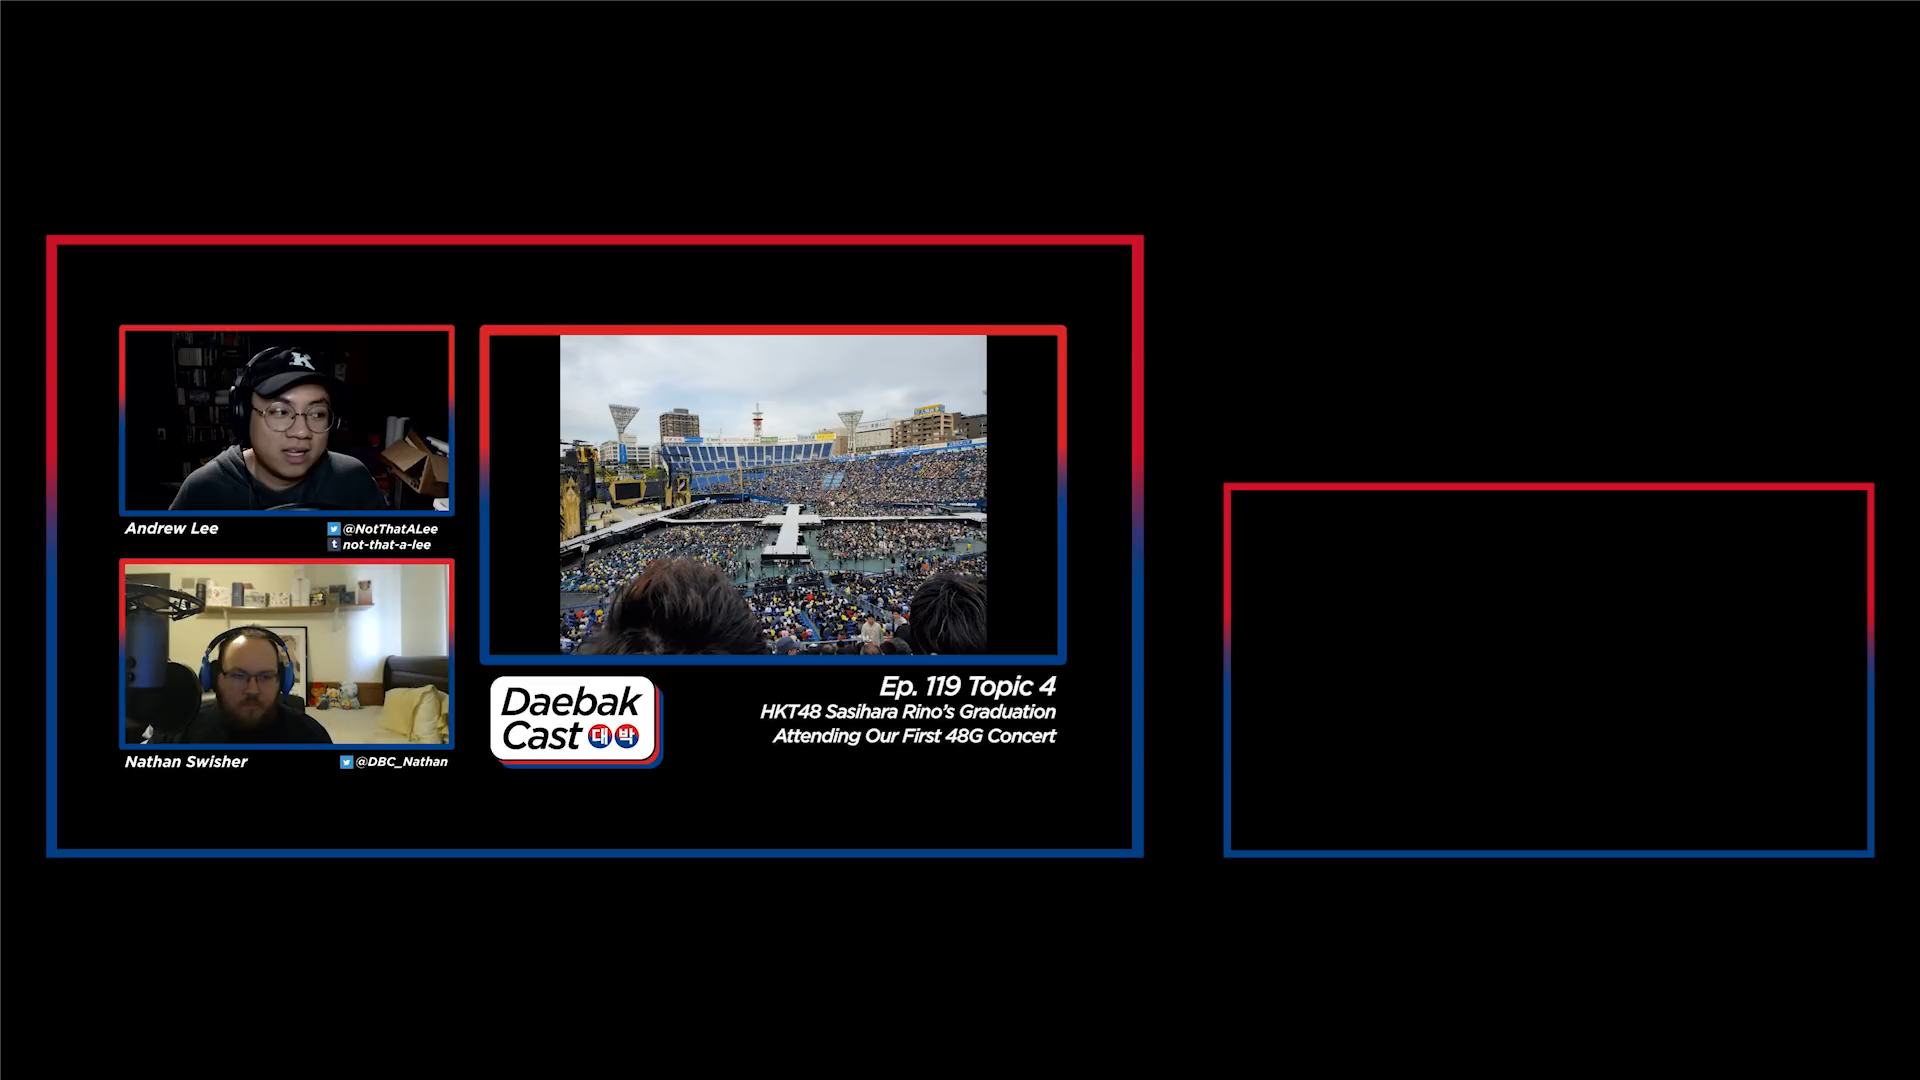 Andrew Lee
@NotThatALee
not-that-a-lee
Nathan Swisher
@DBC_Nathan
Daebak
Cast 대박
Ep. 119 Topic 4
HKT48 Sasihara Rino's Graduation
Attending Our First 48G Concert